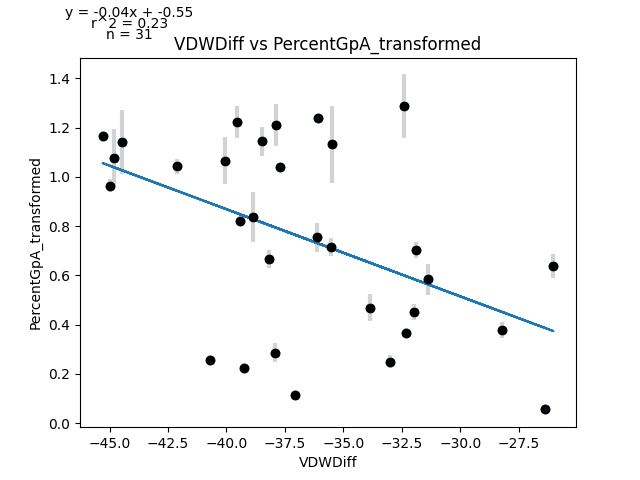 y = -0.04x + -0.55
r^2 = 0.23
n = 31
VDWDiff vs PercentGpA_transformed
PercentGpA_transformed
1.4
1.2
1.0
0.8
0.6
0.4
0.2
0.0
−45.0 −42.5 −40.0 −37.5 −35.0 −32.5 −30.0 −27.5
VDWDiff